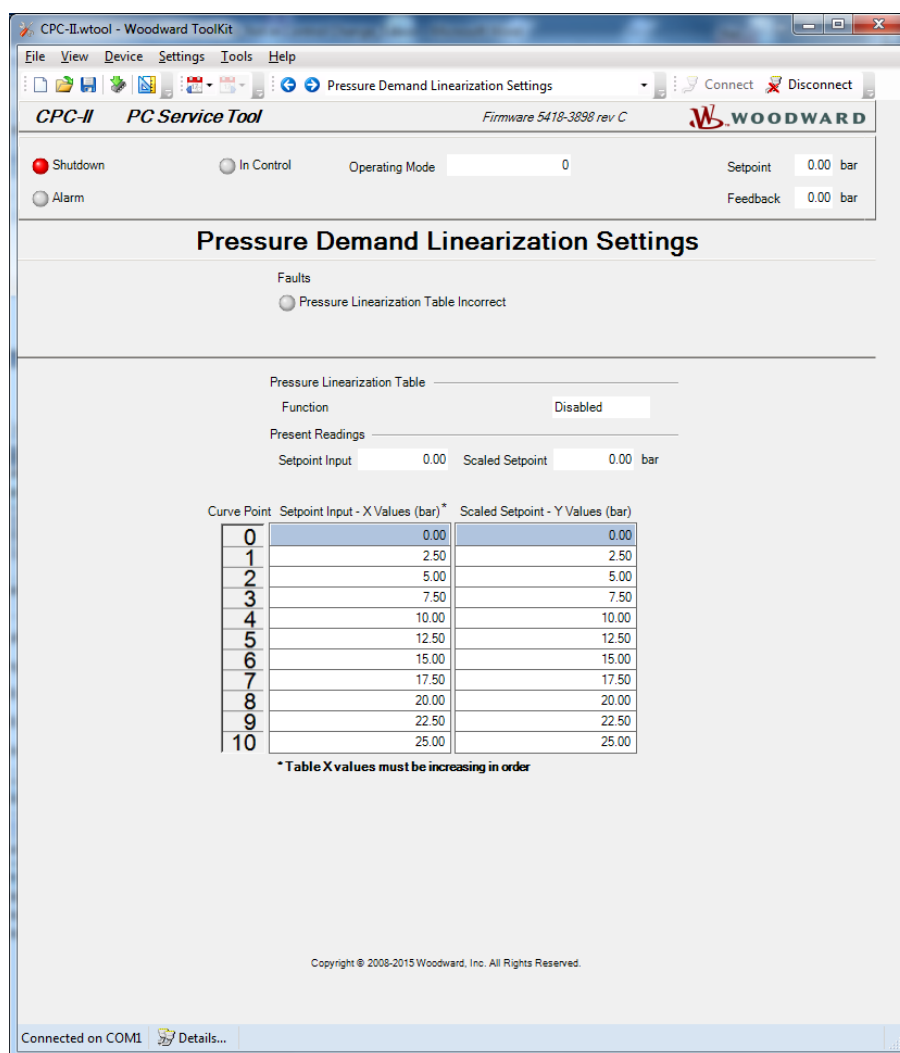 CPC-II.wtool - Woodward ToolKit
File View Device Settings Tools Help
Pressure Demand Linearization Settings Connect Disconnect
CPC-II PC Service Tool Firmware 5418-3898 rev C WOODWARD
Shutdown In Control Operating Mode 0 Setpoint 0.00 bar
Alarm Feedback 0.00 bar
Pressure Demand Linearization Settings
Faults
Pressure Linearization Table Incorrect
Pressure Linearization Table
Function Disabled
Present Readings
Setpoint Input 0.00 Scaled Setpoint 0.00 bar
Curve Point Setpoint Input - X Values (bar)* Scaled Setpoint - Y Values (bar)
0 0.00 0.00
1 2.50 2.50
2 5.00 5.00
3 7.50 7.50
4 10.00 10.00
5 12.50 12.50
6 15.00 15.00
7 17.50 17.50
8 20.00 20.00
9 22.50 22.50
10 25.00 25.00
* Table X values must be increasing in order
Copyright © 2008-2015 Woodward, Inc. All Rights Reserved.
Connected on COM1 Details...